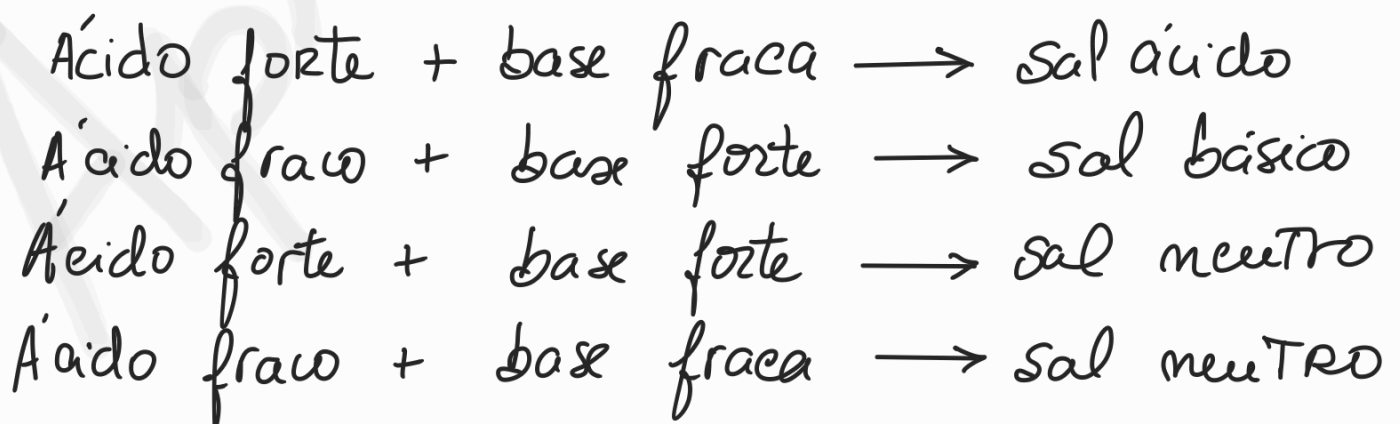 Ácido forte + base fraca → sal ácido
Ácido fraco + base forte → sal básico
Ácido forte + base forte → sal neutro
Ácido fraco + base fraca → sal neutro